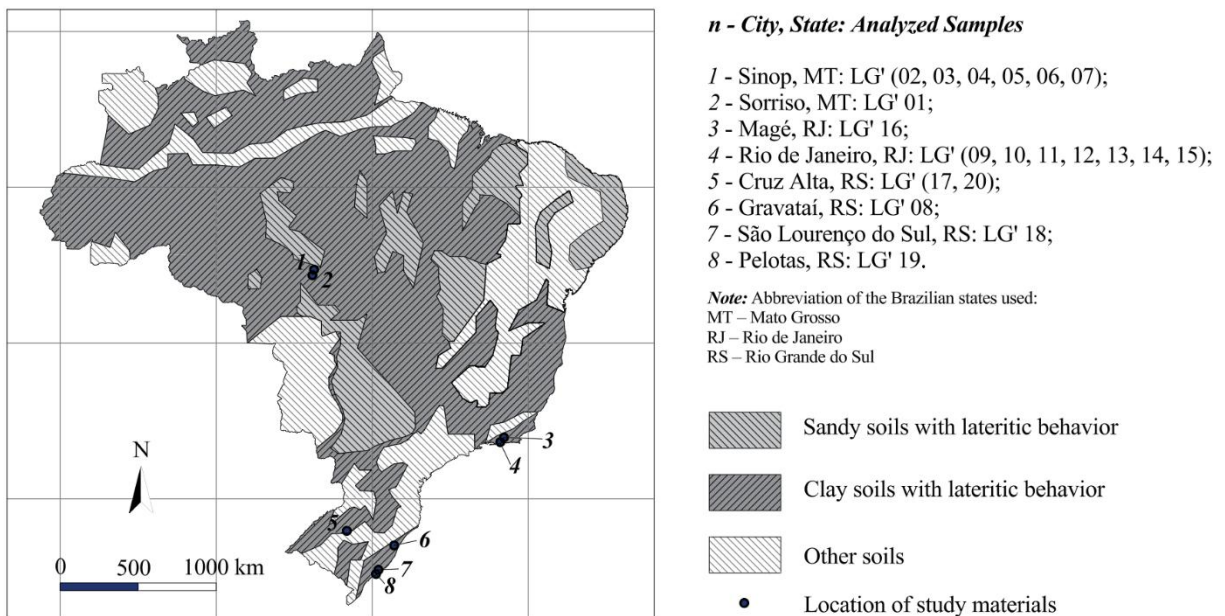 1
2
3
4
5
6
7
8
N
0 500 1000 km
n - City, State: Analyzed Samples
1 - Sinop, MT: LG' (02, 03, 04, 05, 06, 07);
2 - Sorriso, MT: LG' 01;
3 - Magé, RJ: LG' 16;
4 - Rio de Janeiro, RJ: LG' (09, 10, 11, 12, 13, 14, 15);
5 - Cruz Alta, RS: LG' (17, 20);
6 - Gravataí, RS: LG' 08;
7 - São Lourenço do Sul, RS: LG' 18;
8 - Pelotas, RS: LG' 19.
Note: Abbreviation of the Brazilian states used:
MT – Mato Grosso
RJ – Rio de Janeiro
RS – Rio Grande do Sul
Sandy soils with lateritic behavior
Clay soils with lateritic behavior
Other soils
Location of study materials